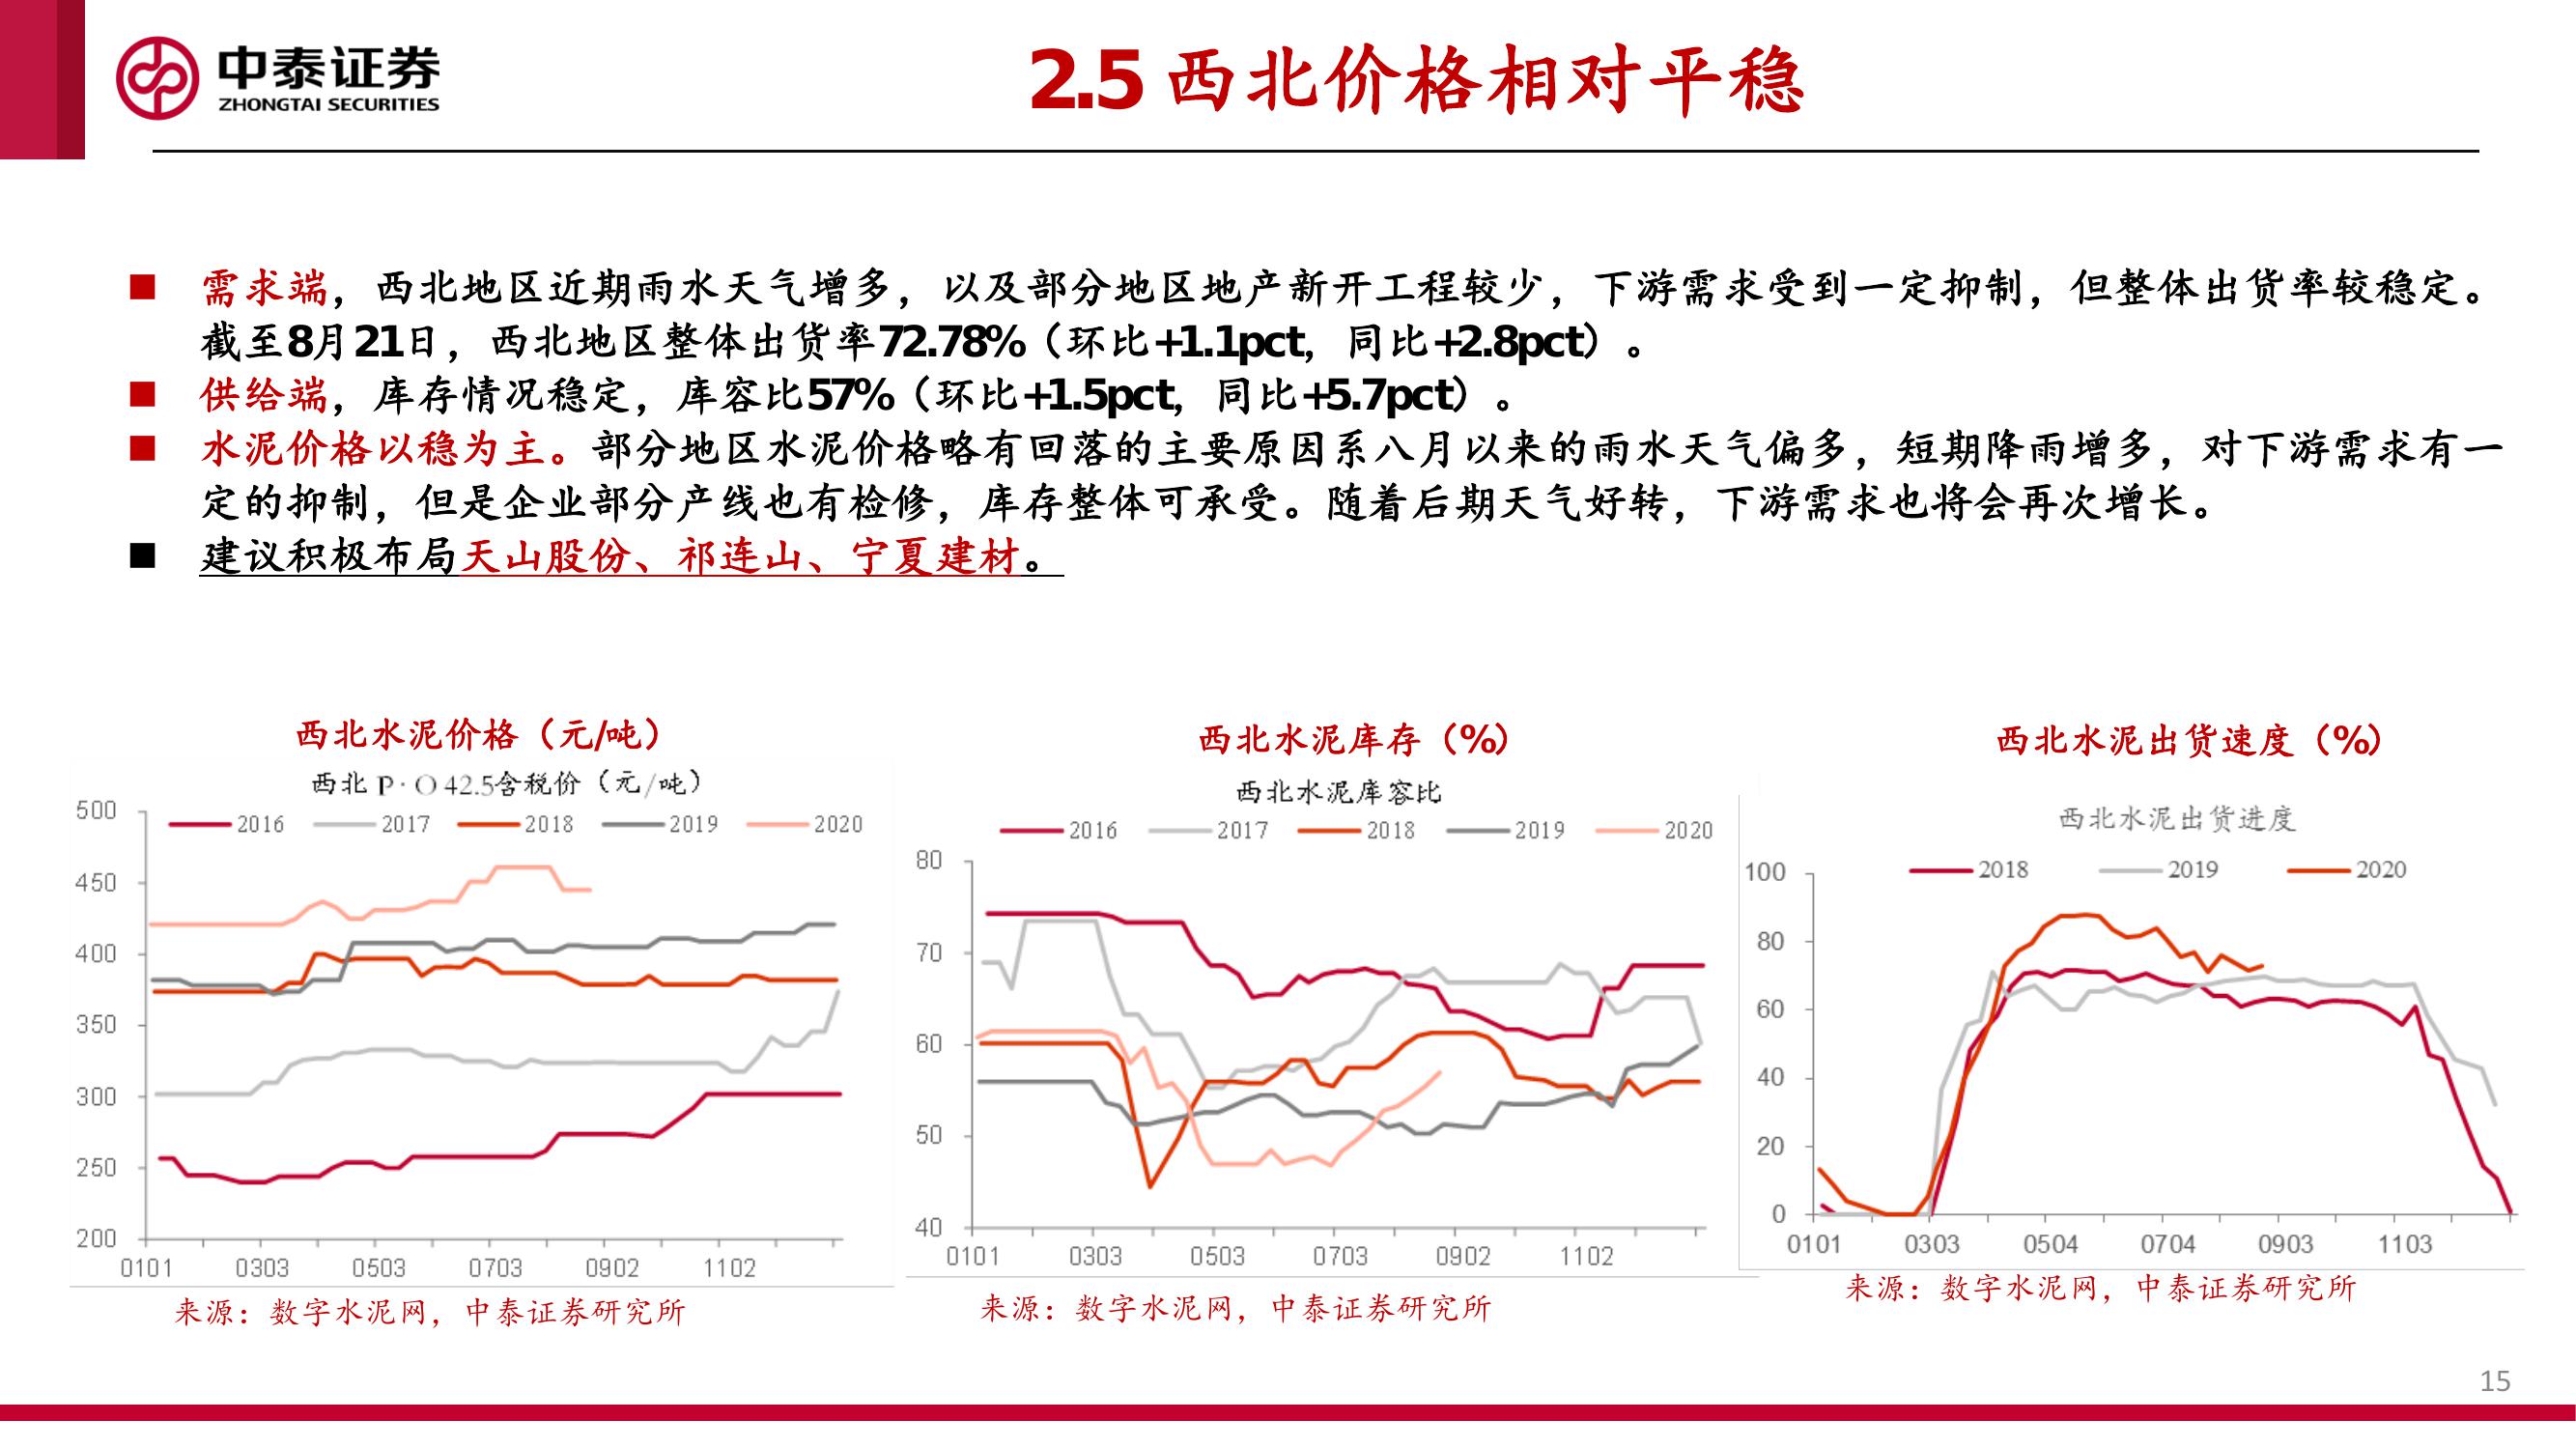 中泰证券
ZHONGTAI SECURITIES
2.5 西北价格相对平稳
■ 需求端，西北地区近期雨水天气增多，以及部分地区地产新开工程较少，下游需求受到一定抑制，但整体出货率较稳定。
截至8月21日，西北地区整体出货率72.78%（环比+1.1pct，同比+2.8pct）。
■ 供给端，库存情况稳定，库容比57%（环比+1.5pct，同比+5.7pct）。
■ 水泥价格以稳为主。部分地区水泥价格略有回落的主要原因系八月以来的雨水天气偏多，短期降雨增多，对下游需求有一
定的抑制，但是企业部分产线也有检修，库存整体可承受。随着后期天气好转，下游需求也将会再次增长。
■ 建议积极布局天山股份、祁连山、宁夏建材。
西北水泥价格（元/吨）
西北 P·O 42.5含税价（元/吨）
2016 2017 2018 2019 2020
500
450
400
350
300
250
200
0101 0303 0503 0703 0902 1102
来源：数字水泥网，中泰证券研究所
西北水泥库存（%）
西北水泥库容比
2016 2017 2018 2019 2020
80
70
60
50
40
0101 0303 0503 0703 0902 1102
来源：数字水泥网，中泰证券研究所
西北水泥出货速度（%）
西北水泥出货进度
2018 2019 2020
100
80
60
40
20
0
0101 0303 0504 0704 0903 1103
来源：数字水泥网，中泰证券研究所
15